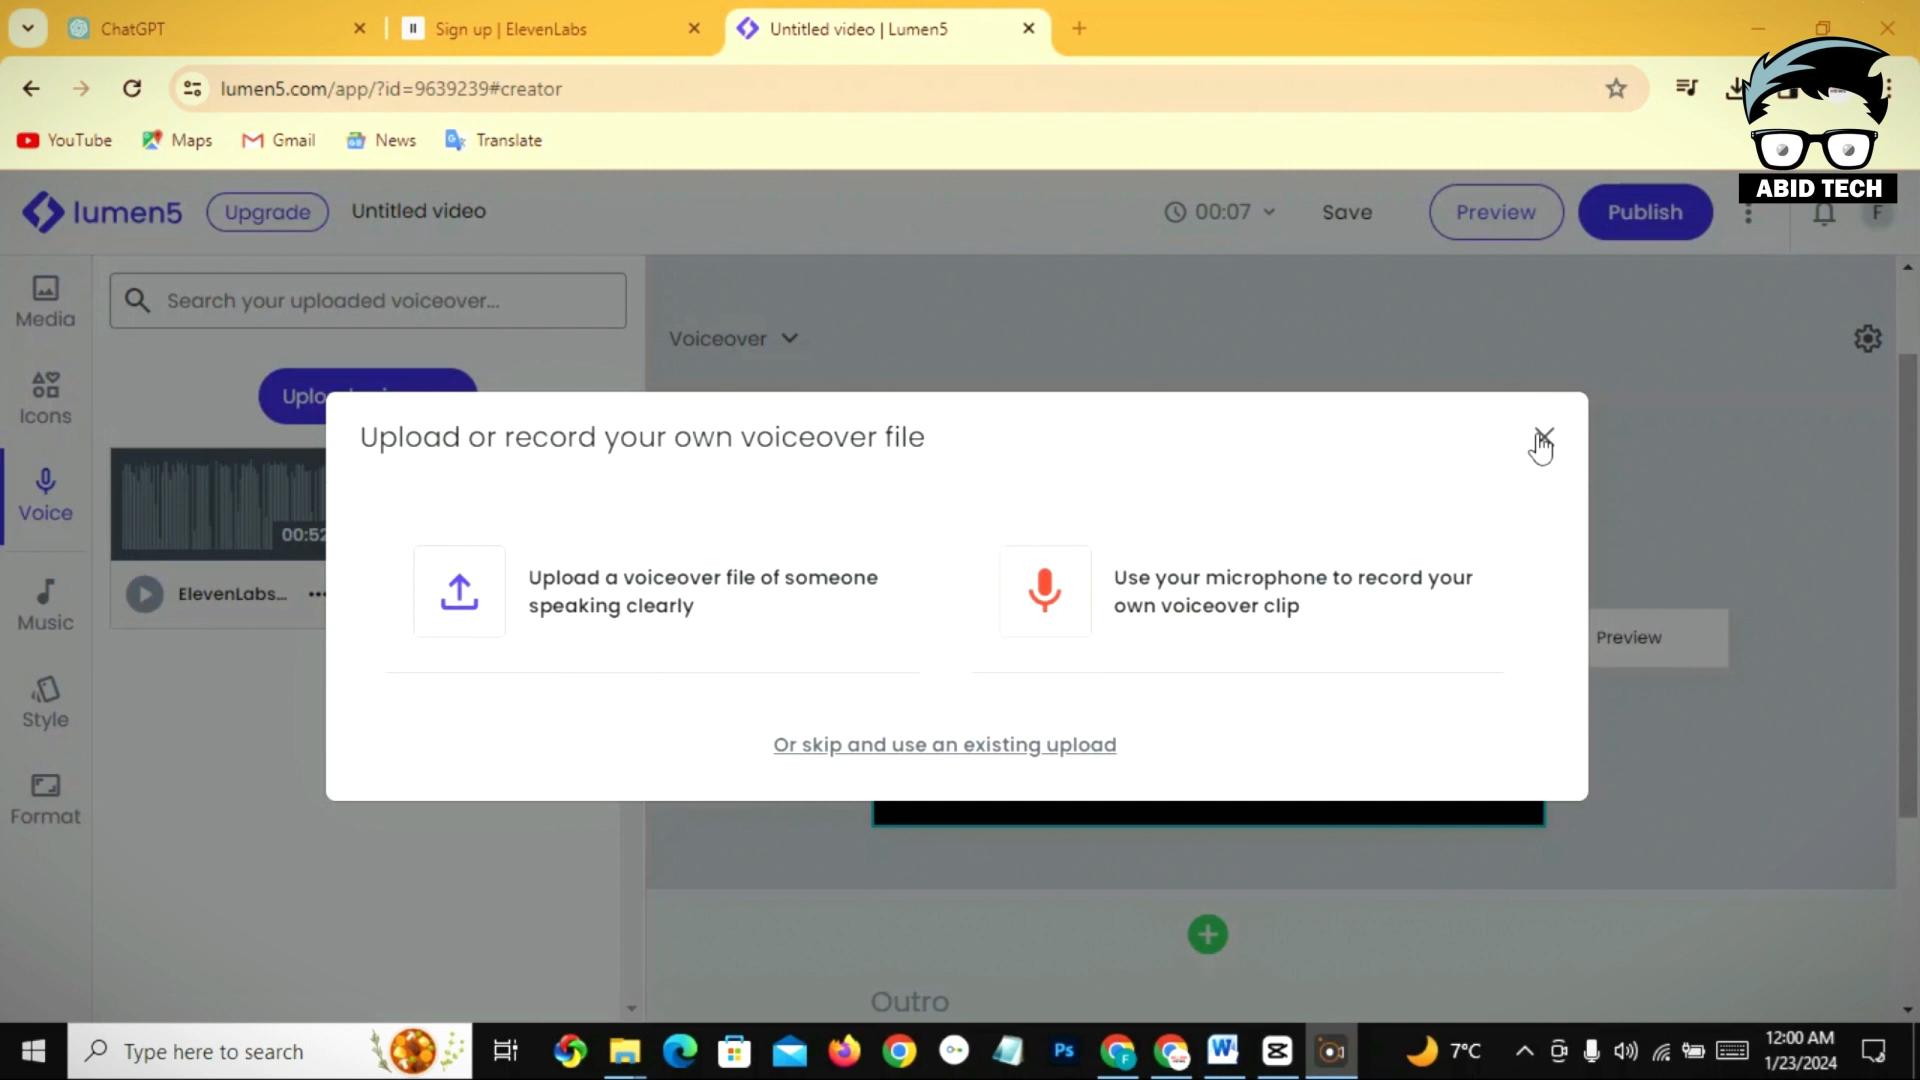 ChatGPT
Sign up | ElevenLabs
Untitled video | Lumen5
lumen5.com/app/?id=9639239#creator
YouTube
Maps
Gmail
News
Translate
ABID TECH
lumen5
Upgrade
Untitled video
00:07
Save
Preview
Publish
F
Media
Icons
Voice
Music
Style
Format
Search your uploaded voiceover...
00:52
ElevenLabs...
Voiceover
Upload or record your own voiceover file
Upload a voiceover file of someone
speaking clearly
Use your microphone to record your
own voiceover clip
Or skip and use an existing upload
Preview
Outro
Type here to search
Ps
7°C
12:00 AM
1/23/2024